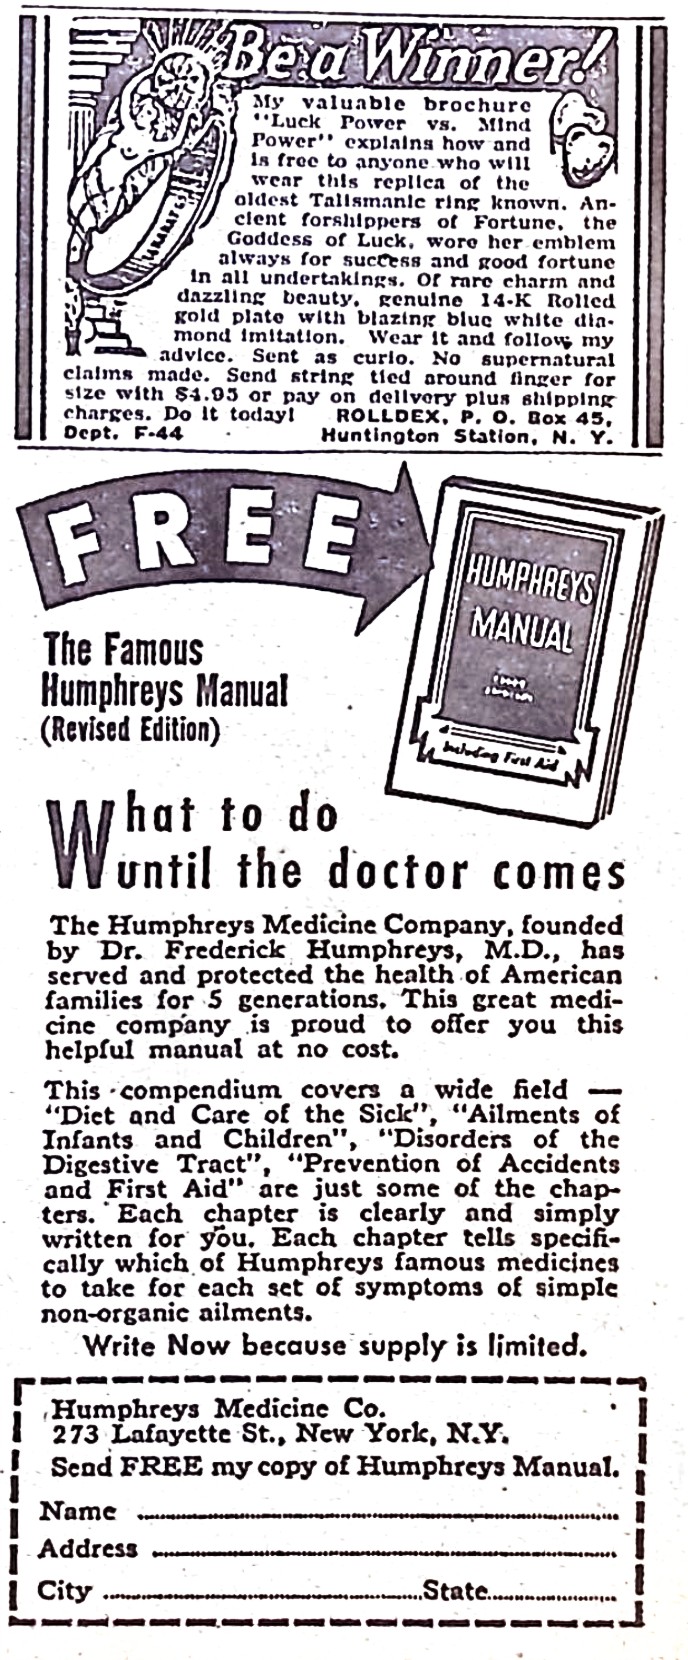 Be a Winner!
My valuable brochure
"Luck Power vs. Mind
Power" explains how and
is free to anyone who will
wear this replica of the
oldest Talismanic ring known. An-
cient forshippers of Fortune, the
Goddess of Luck, wore her emblem
always for success and good fortune
in all undertakings. Of rare charm and
dazzling beauty, genuine 14-K Rolled
gold plate with blazing blue white dia-
mond imitation. Wear it and follow my
advice. Sent as curio. No supernatural
claims made. Send string tied around finger for
size with $4.95 or pay on delivery plus shipping
charges. Do it today! ROLLDEX, P. O. Box 45,
Dept. F-44 Huntington Station, N. Y.
FREE
HUMPHREYS
MANUAL
Including First Aid
The Famous
Humphreys Manual
(Revised Edition)
What to do
until the doctor comes
The Humphreys Medicine Company, founded
by Dr. Frederick Humphreys, M.D., has
served and protected the health of American
families for 5 generations. This great medi-
cine company is proud to offer you this
helpful manual at no cost.
This compendium covers a wide field —
"Diet and Care of the Sick", "Ailments of
Infants and Children", "Disorders of the
Digestive Tract", "Prevention of Accidents
and First Aid" are just some of the chap-
ters. Each chapter is clearly and simply
written for you. Each chapter tells specifi-
cally which of Humphreys famous medicines
to take for each set of symptoms of simple
non-organic ailments.
Write Now because supply is limited.
Humphreys Medicine Co.
273 Lafayette St., New York, N.Y.
Send FREE my copy of Humphreys Manual.
Name
Address
City State